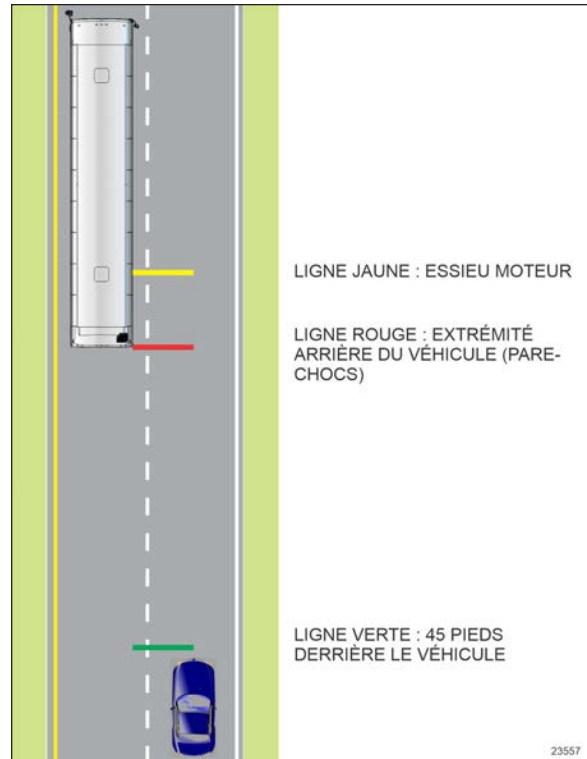 LIGNE JAUNE : ESSIEU MOTEUR
LIGNE ROUGE : EXTRÉMITÉ
ARRIÈRE DU VÉHICULE (PARE-
CHOCS)
LIGNE VERTE : 45 PIEDS
DERRIÈRE LE VÉHICULE
23557